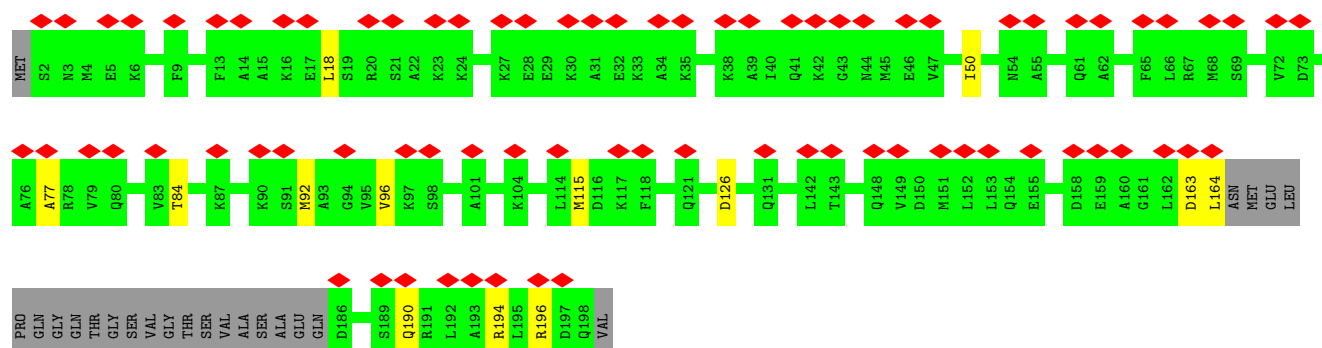 MET S2 N3 M4 E5 K6 F9 F13 A14 A15 K16 E17 L18 S19 R20 S21 A22 K23 K24 K27 E28 E29 K30 A31 E32 K33 A34 K35 K38 A39 I40 Q41 K42 G43 N44 M45 E46 V47 I50 N54 A55 Q61 A62 F65 L66 R67 M68 S69 V72 D73
A76 A77 R78 V79 Q80 V83 T84 K87 K90 S91 M92 A93 G94 V95 V96 K97 S98 A101 K104 L114 M115 D116 K117 F118 Q121 D126 Q131 L142 T143 Q148 V149 D150 M151 L152 L153 Q154 E155 D158 E159 A160 G161 L162 D163 L164 ASN MET GLU LEU
PRO GLN GLY GLN THR GLY SER VAL GLY THR SER VAL ALA SER ALA GLU GLN D186 S189 Q190 R191 L192 A193 R194 L195 R196 D197 Q198 VAL